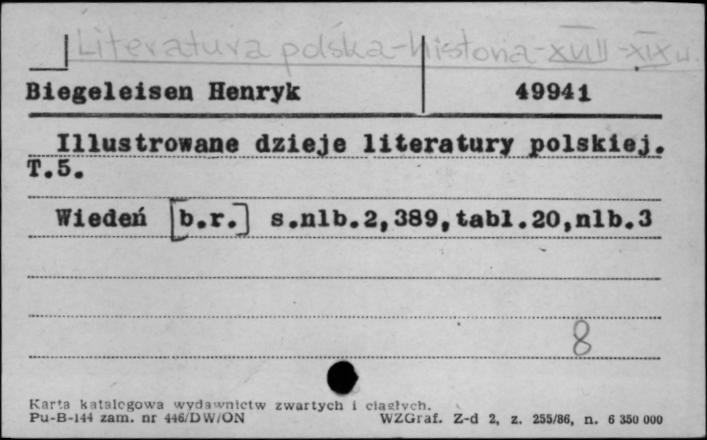 Literatura polska - historia - XVIII - XIX w.
Biegeleisen Henryk 49941
Illustrowane dzieje literatury polskiej.
T.5.
Wiedeń [b.r.] s.nlb.2,389,tabl.20,nlb.3
8
Karta katalogowa wydawnictw zwartych i ciągłych.
Pu-B-144 zam. nr 446/DW/ON WZGraf. Z-d 2, z. 255/86, n. 6 350 000